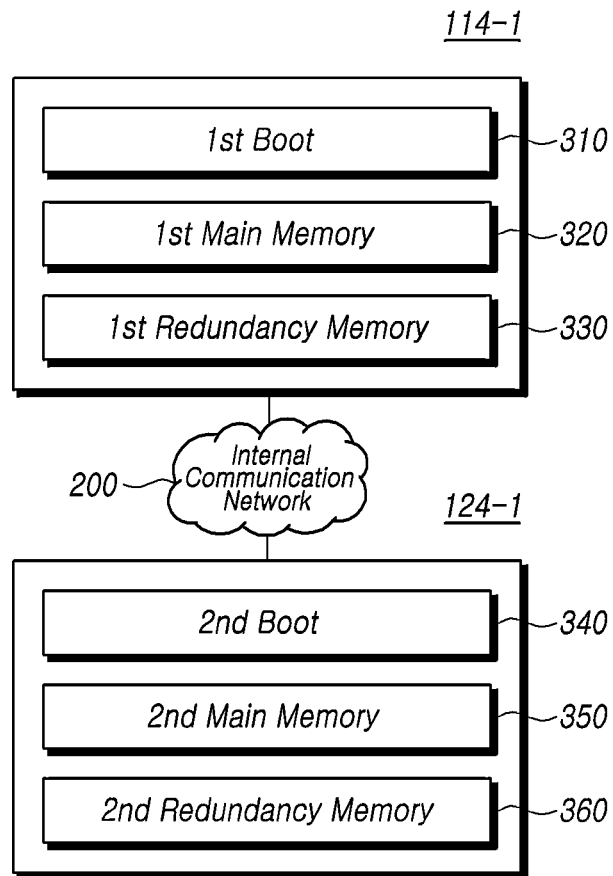 114-1
1st Boot 310
1st Main Memory 320
1st Redundancy Memory 330
Internal
Communication
Network
200
124-1
2nd Boot 340
2nd Main Memory 350
2nd Redundancy Memory 360